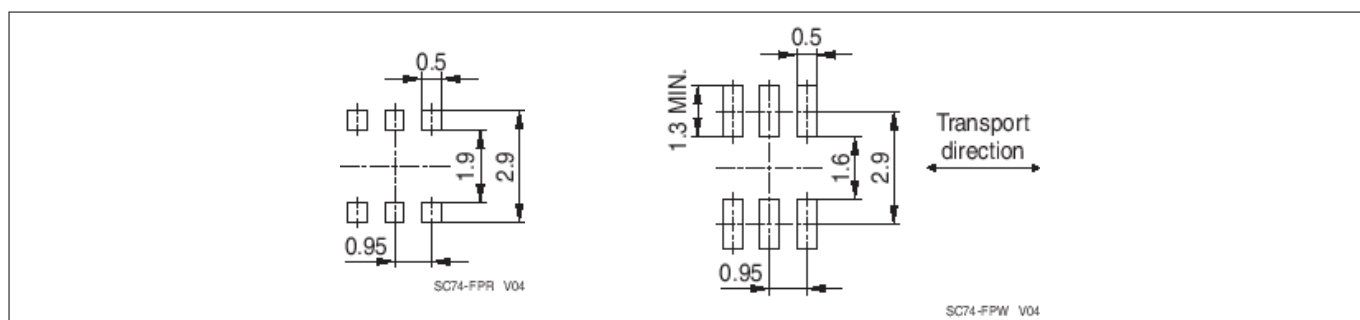 0.5
1.9
2.9
0.95
SC74-FPR V04
0.5
1.3 MIN.
1.6
2.9
Transport
direction
0.95
SC74-FPW V04